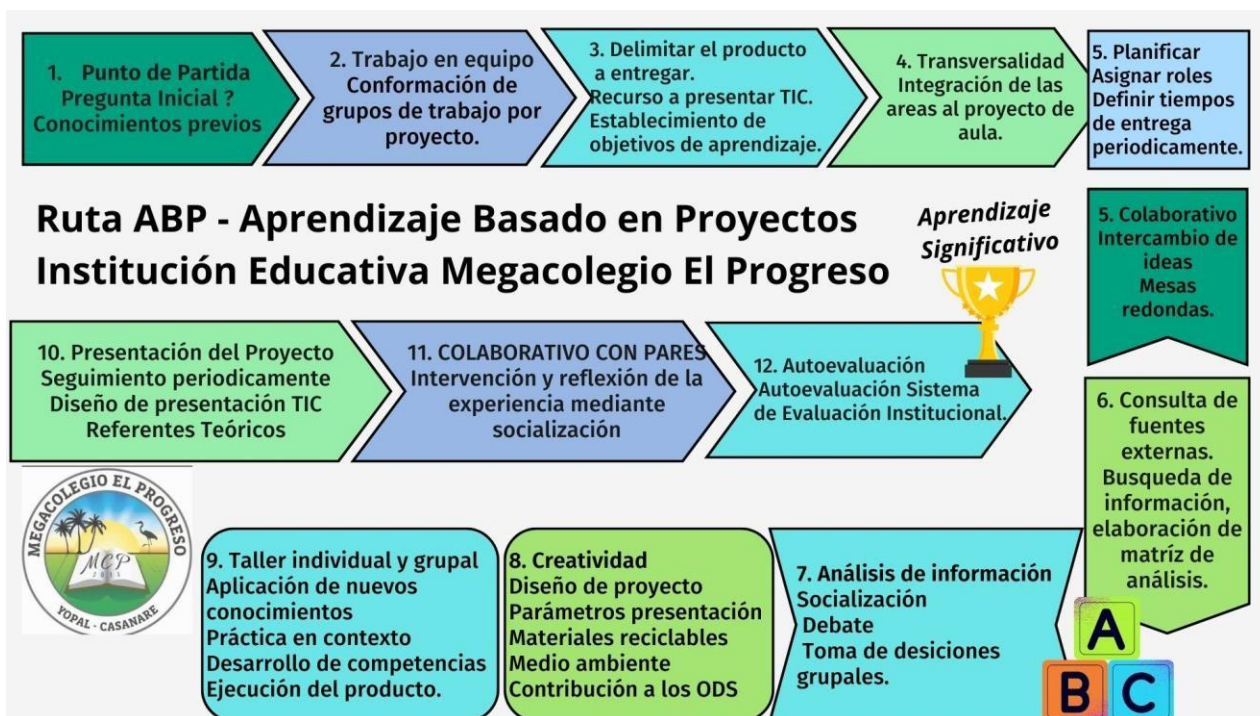 1. Punto de Partida
Pregunta Inicial ?
Conocimientos previos
2. Trabajo en equipo
Conformación de
grupos de trabajo por
proyecto.
3. Delimitar el producto
a entregar.
Recurso a presentar TIC.
Establecimiento de
objetivos de aprendizaje.
4. Transversalidad
Integración de las
areas al proyecto de
aula.
5. Planificar
Asignar roles
Definir tiempos
de entrega
periodicamente.
Ruta ABP - Aprendizaje Basado en Proyectos
Institución Educativa Megacolegio El Progreso
Aprendizaje
Significativo
5. Colaborativo
Intercambio de
ideas
Mesas
redondas.
6. Consulta de
fuentes
externas.
Busqueda de
información,
elaboración de
matríz de
análisis.
7. Análisis de información
Socialización
Debate
Toma de desiciones
grupales.
8. Creatividad
Diseño de proyecto
Parámetros presentación
Materiales reciclables
Medio ambiente
Contribución a los ODS
9. Taller individual y grupal
Aplicación de nuevos
conocimientos
Práctica en contexto
Desarrollo de competencias
Ejecución del producto.
10. Presentación del Proyecto
Seguimiento periodicamente
Diseño de presentación TIC
Referentes Teóricos
11. COLABORATIVO CON PARES
Intervención y reflexión de la
experiencia mediante
socialización
12. Autoevaluación
Autoevaluación Sistema
de Evaluación Institucional.
MEGACOLEGIO EL PROGRESO
MCP
YOPAL - CASANARE
A
B C